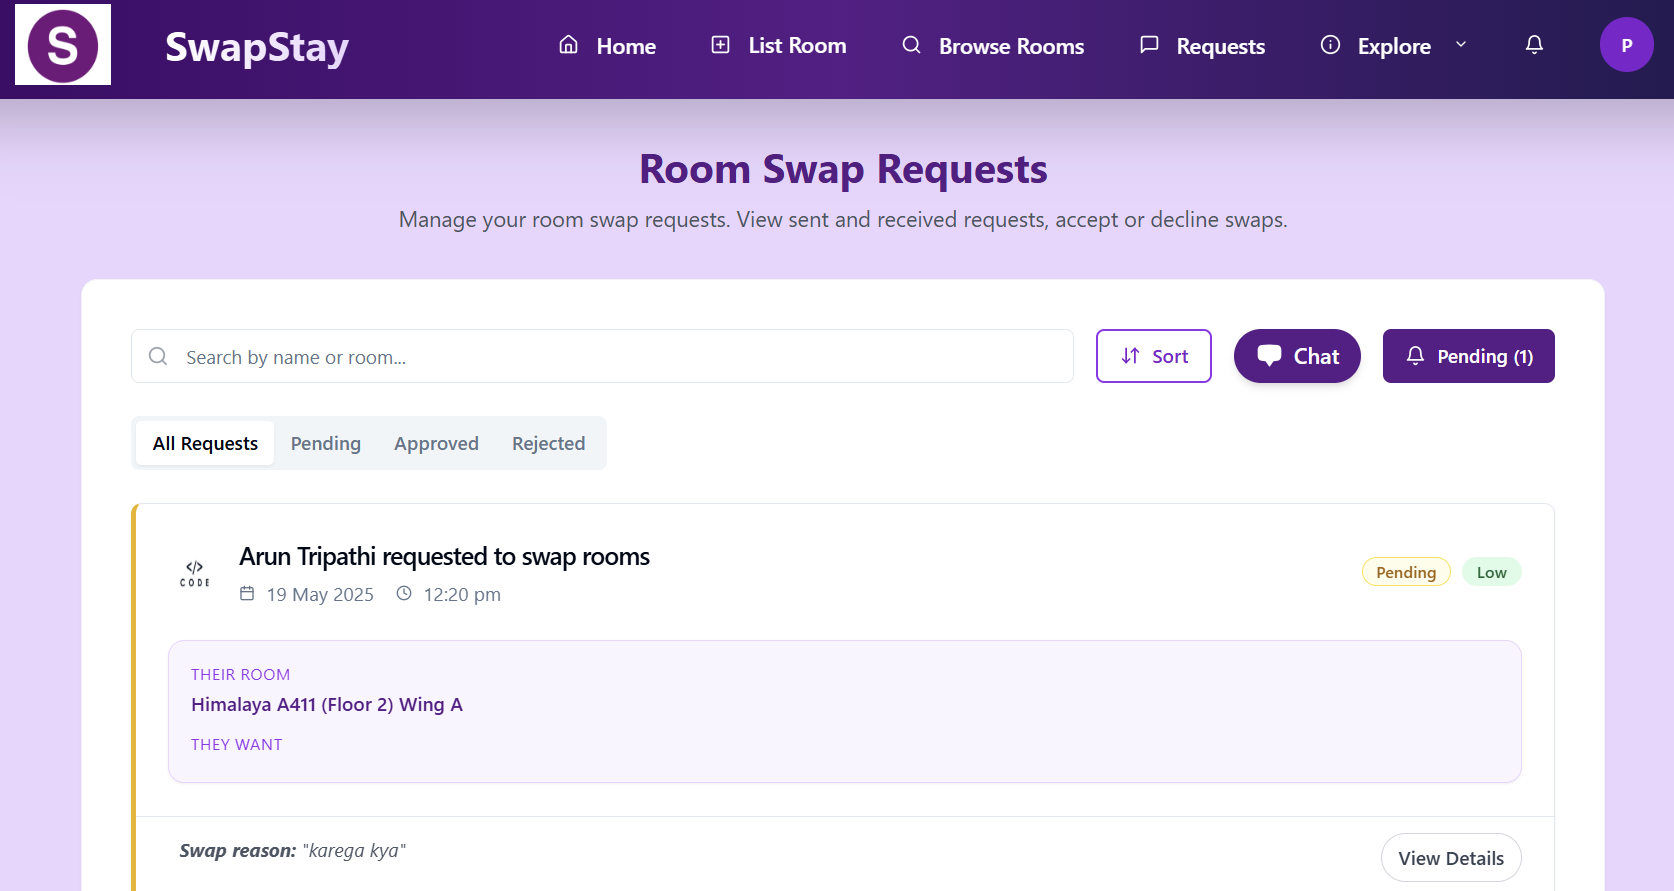 S
SwapStay
Home
List Room
Browse Rooms
Requests
Explore
P
Room Swap Requests
Manage your room swap requests. View sent and received requests, accept or decline swaps.
Search by name or room...
Sort
Chat
Pending (1)
All Requests
Pending
Approved
Rejected
</>
CODE
Arun Tripathi requested to swap rooms
19 May 2025
12:20 pm
Pending
Low
THEIR ROOM
Himalaya A411 (Floor 2) Wing A
THEY WANT
Swap reason: "karega kya"
View Details